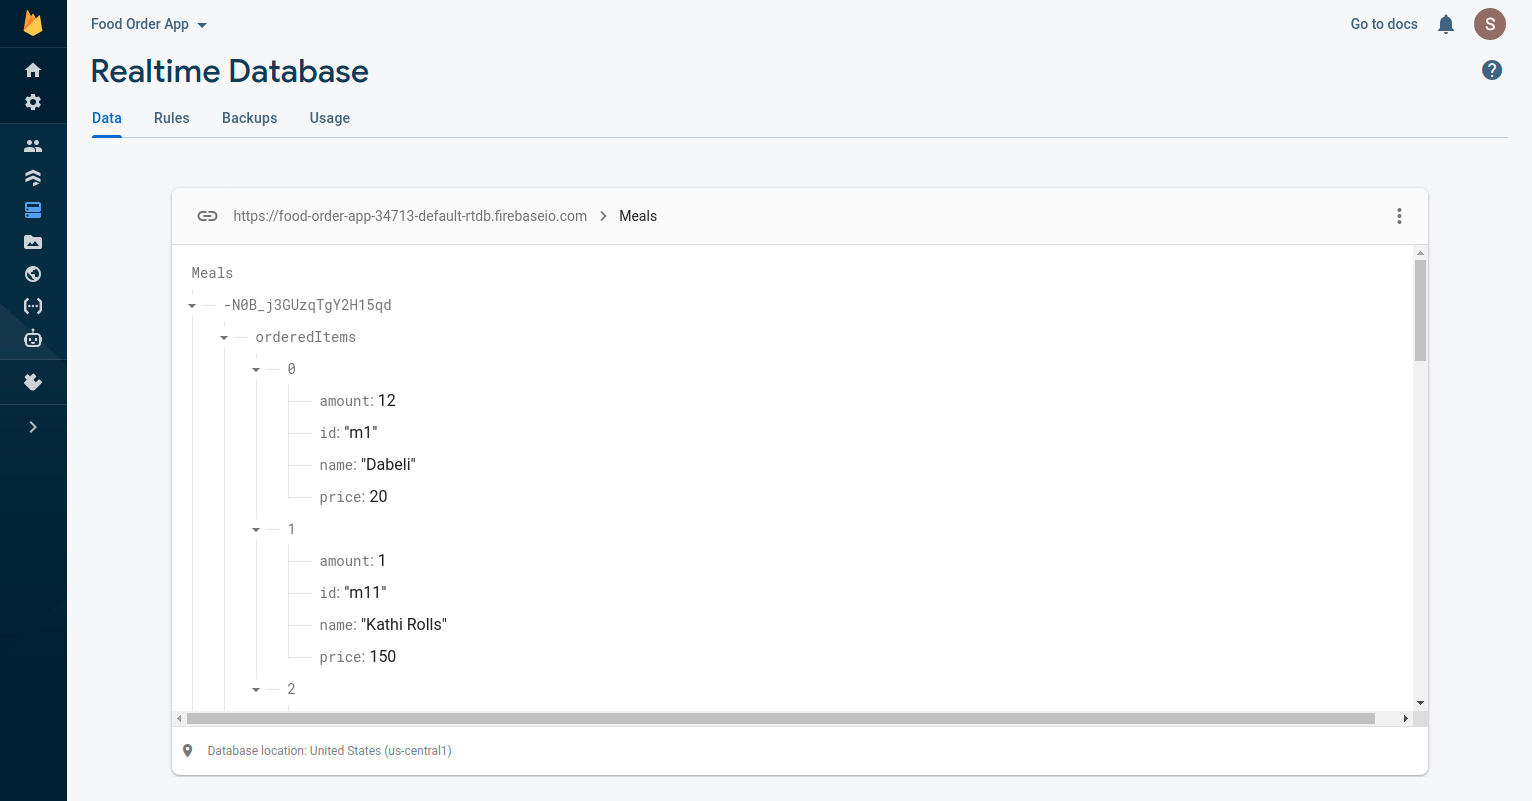 Food Order App
Go to docs
S
Realtime Database
?
Data Rules Backups Usage
https://food-order-app-34713-default-rtdb.firebaseio.com > Meals
Meals
-N0B_j3GUzqTgY2H15qd
orderedItems
0
amount: 12
id: "m1"
name: "Dabeli"
price: 20
1
amount: 1
id: "m11"
name: "Kathi Rolls"
price: 150
2
Database location: United States (us-central1)